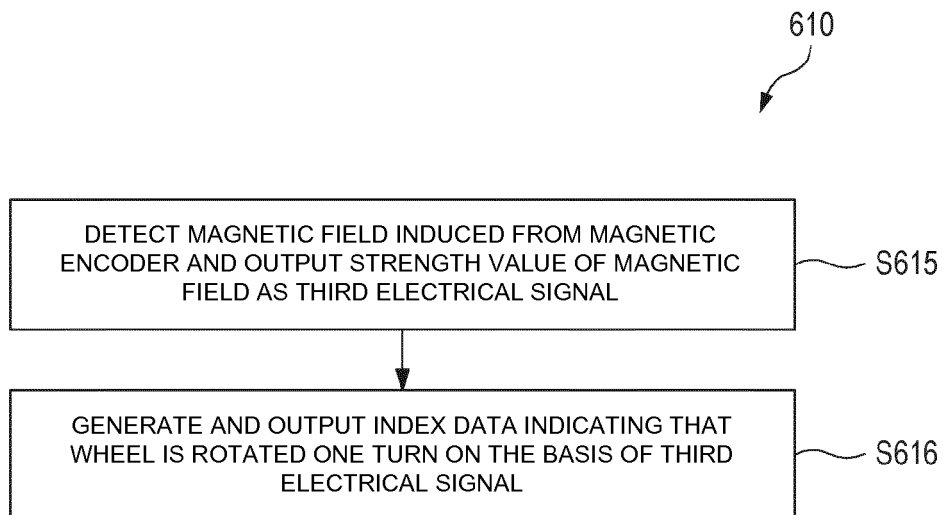 610
DETECT MAGNETIC FIELD INDUCED FROM MAGNETIC
ENCODER AND OUTPUT STRENGTH VALUE OF MAGNETIC
FIELD AS THIRD ELECTRICAL SIGNAL
S615
GENERATE AND OUTPUT INDEX DATA INDICATING THAT
WHEEL IS ROTATED ONE TURN ON THE BASIS OF THIRD
ELECTRICAL SIGNAL
S616